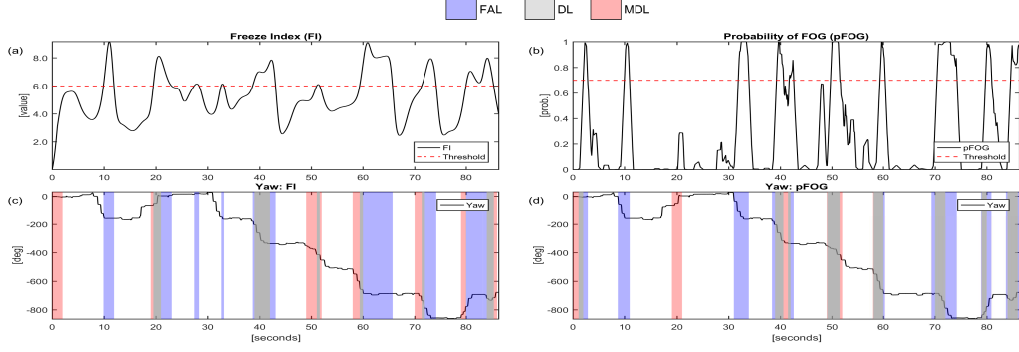 FAL DL MDL
(a) Freeze Index (FI)
8.0
6.0
4.0
2.0
[value]
FI
Threshold
0 10 20 30 40 50 60 70 80
(b) Probability of FOG (pFOG)
1
0.8
0.6
0.4
0.2
0
[prob.]
pFOG
Threshold
0 10 20 30 40 50 60 70 80
(c) Yaw: FI
0
-200
-400
-600
-800
[deg]
Yaw
0 10 20 30 40 50 60 70 80
[seconds]
(d) Yaw: pFOG
0
-200
-400
-600
-800
[deg]
Yaw
0 10 20 30 40 50 60 70 80
[seconds]